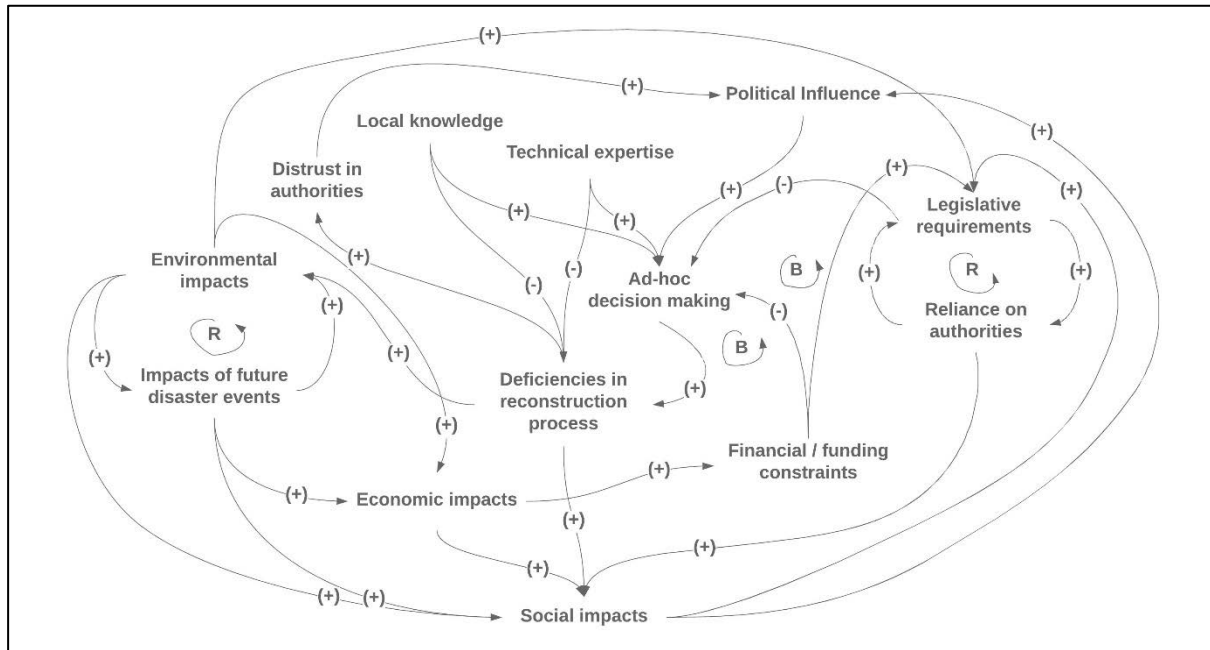 (+)
(+)
Political Influence
Local knowledge
(+)
Technical expertise
Distrust in
authorities
(+)
(-)
(+)
(+)
(+)
(+)
Legislative
requirements
(+)
(-)
(-)
Environmental
impacts
Ad-hoc
decision making
B
R
(+)
(+)
(+)
(-)
Reliance on
authorities
R
(+)
(+)
B
Impacts of future
disaster events
Deficiencies in
reconstruction
process
(+)
(+)
Financial / funding
constraints
(+)
(+)
Economic impacts
(+)
(+)
(+)
(+)
(+)
(+)
Social impacts